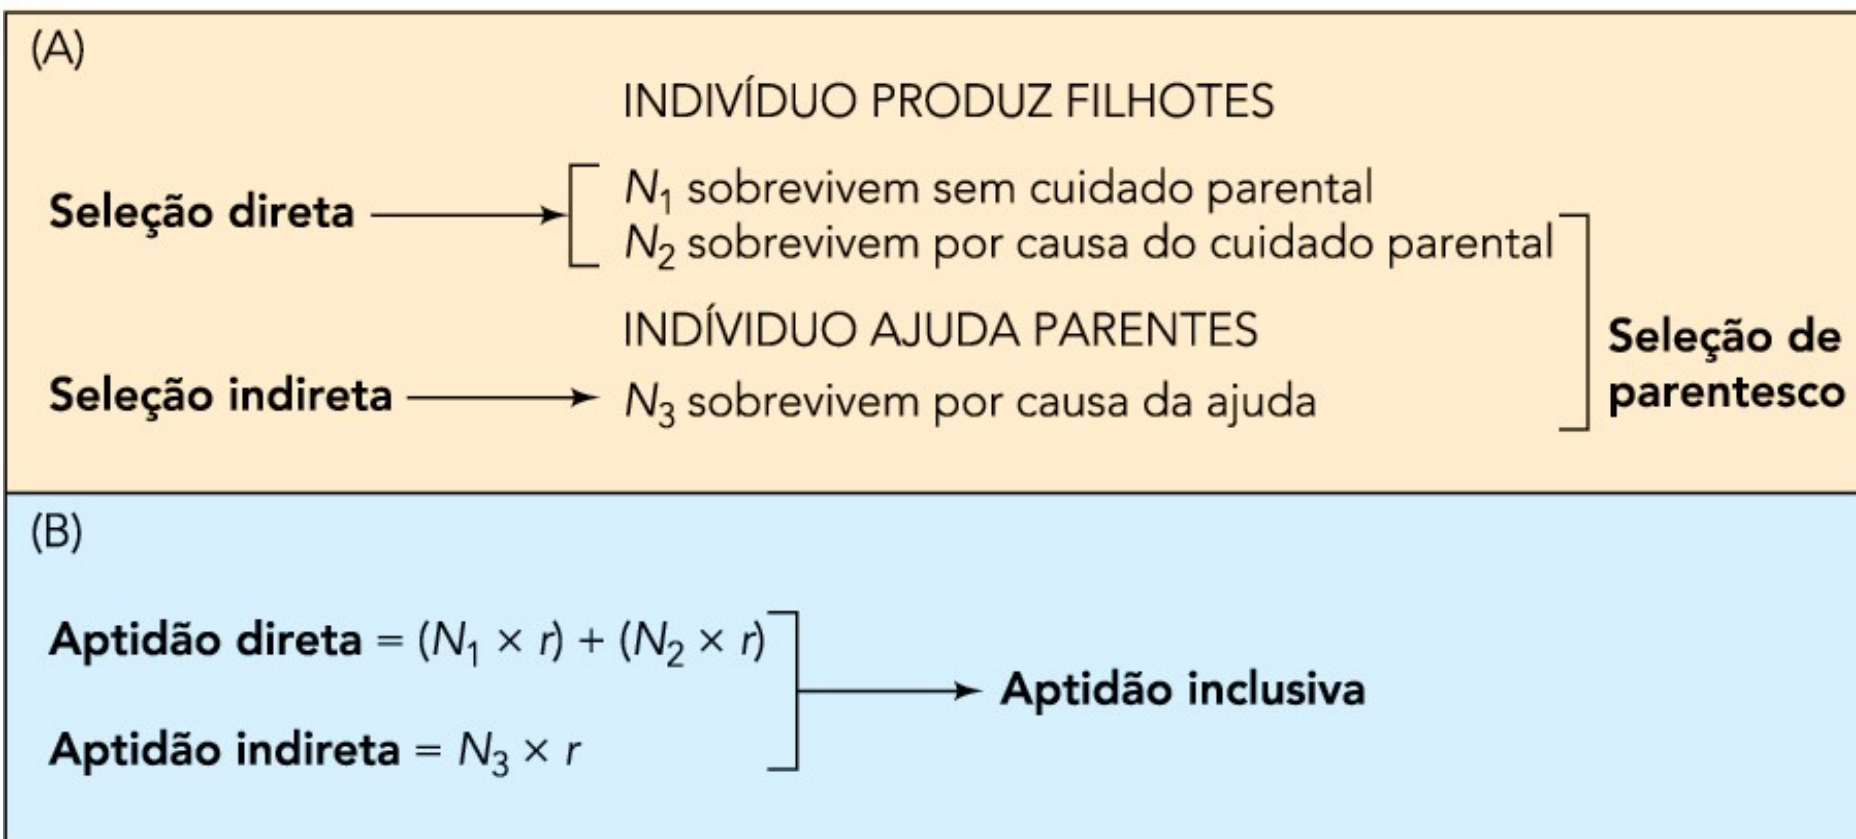 (A)
INDIVÍDUO PRODUZ FILHOTES
Seleção direta
N₁ sobrevivem sem cuidado parental
N₂ sobrevivem por causa do cuidado parental
INDÍVIDUO AJUDA PARENTES
Seleção indireta
N₃ sobrevivem por causa da ajuda
Seleção de
parentesco
(B)
Aptidão direta = (N₁ × r) + (N₂ × r)
Aptidão indireta = N₃ × r
Aptidão inclusiva